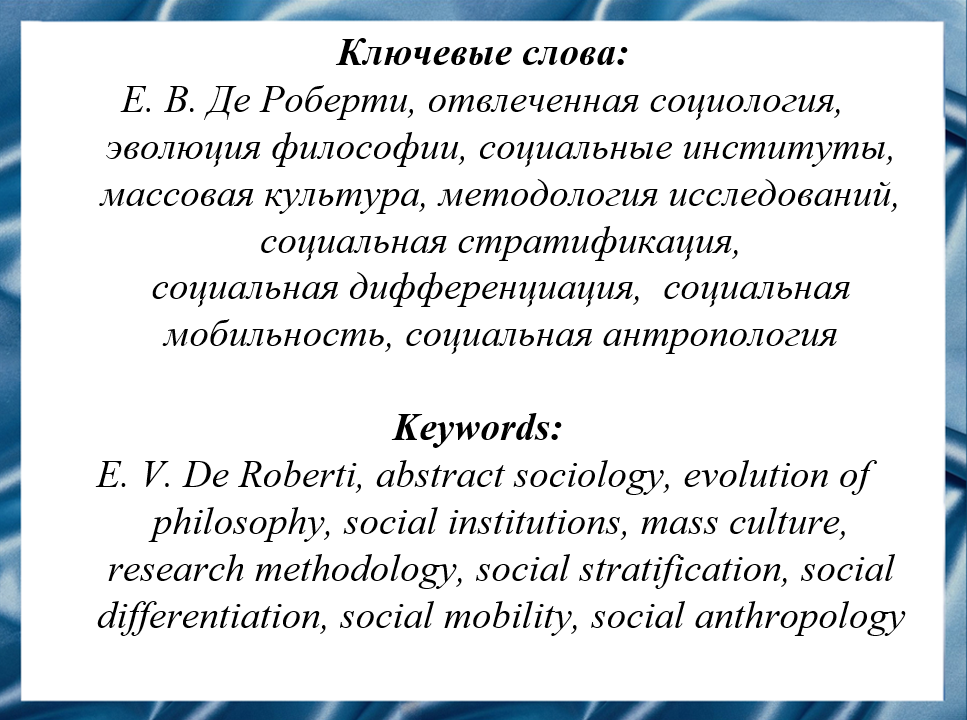 Ключевые слова:
Е. В. Де Роберти, отвлеченная социология,
эволюция философии, социальные институты,
массовая культура, методология исследований,
социальная стратификация,
социальная дифференциация,  социальная
мобильность, социальная антропология
Keywords:
E. V. De Roberti, abstract sociology, evolution of
philosophy, social institutions, mass culture,
research methodology, social stratification, social
differentiation, social mobility, social anthropology